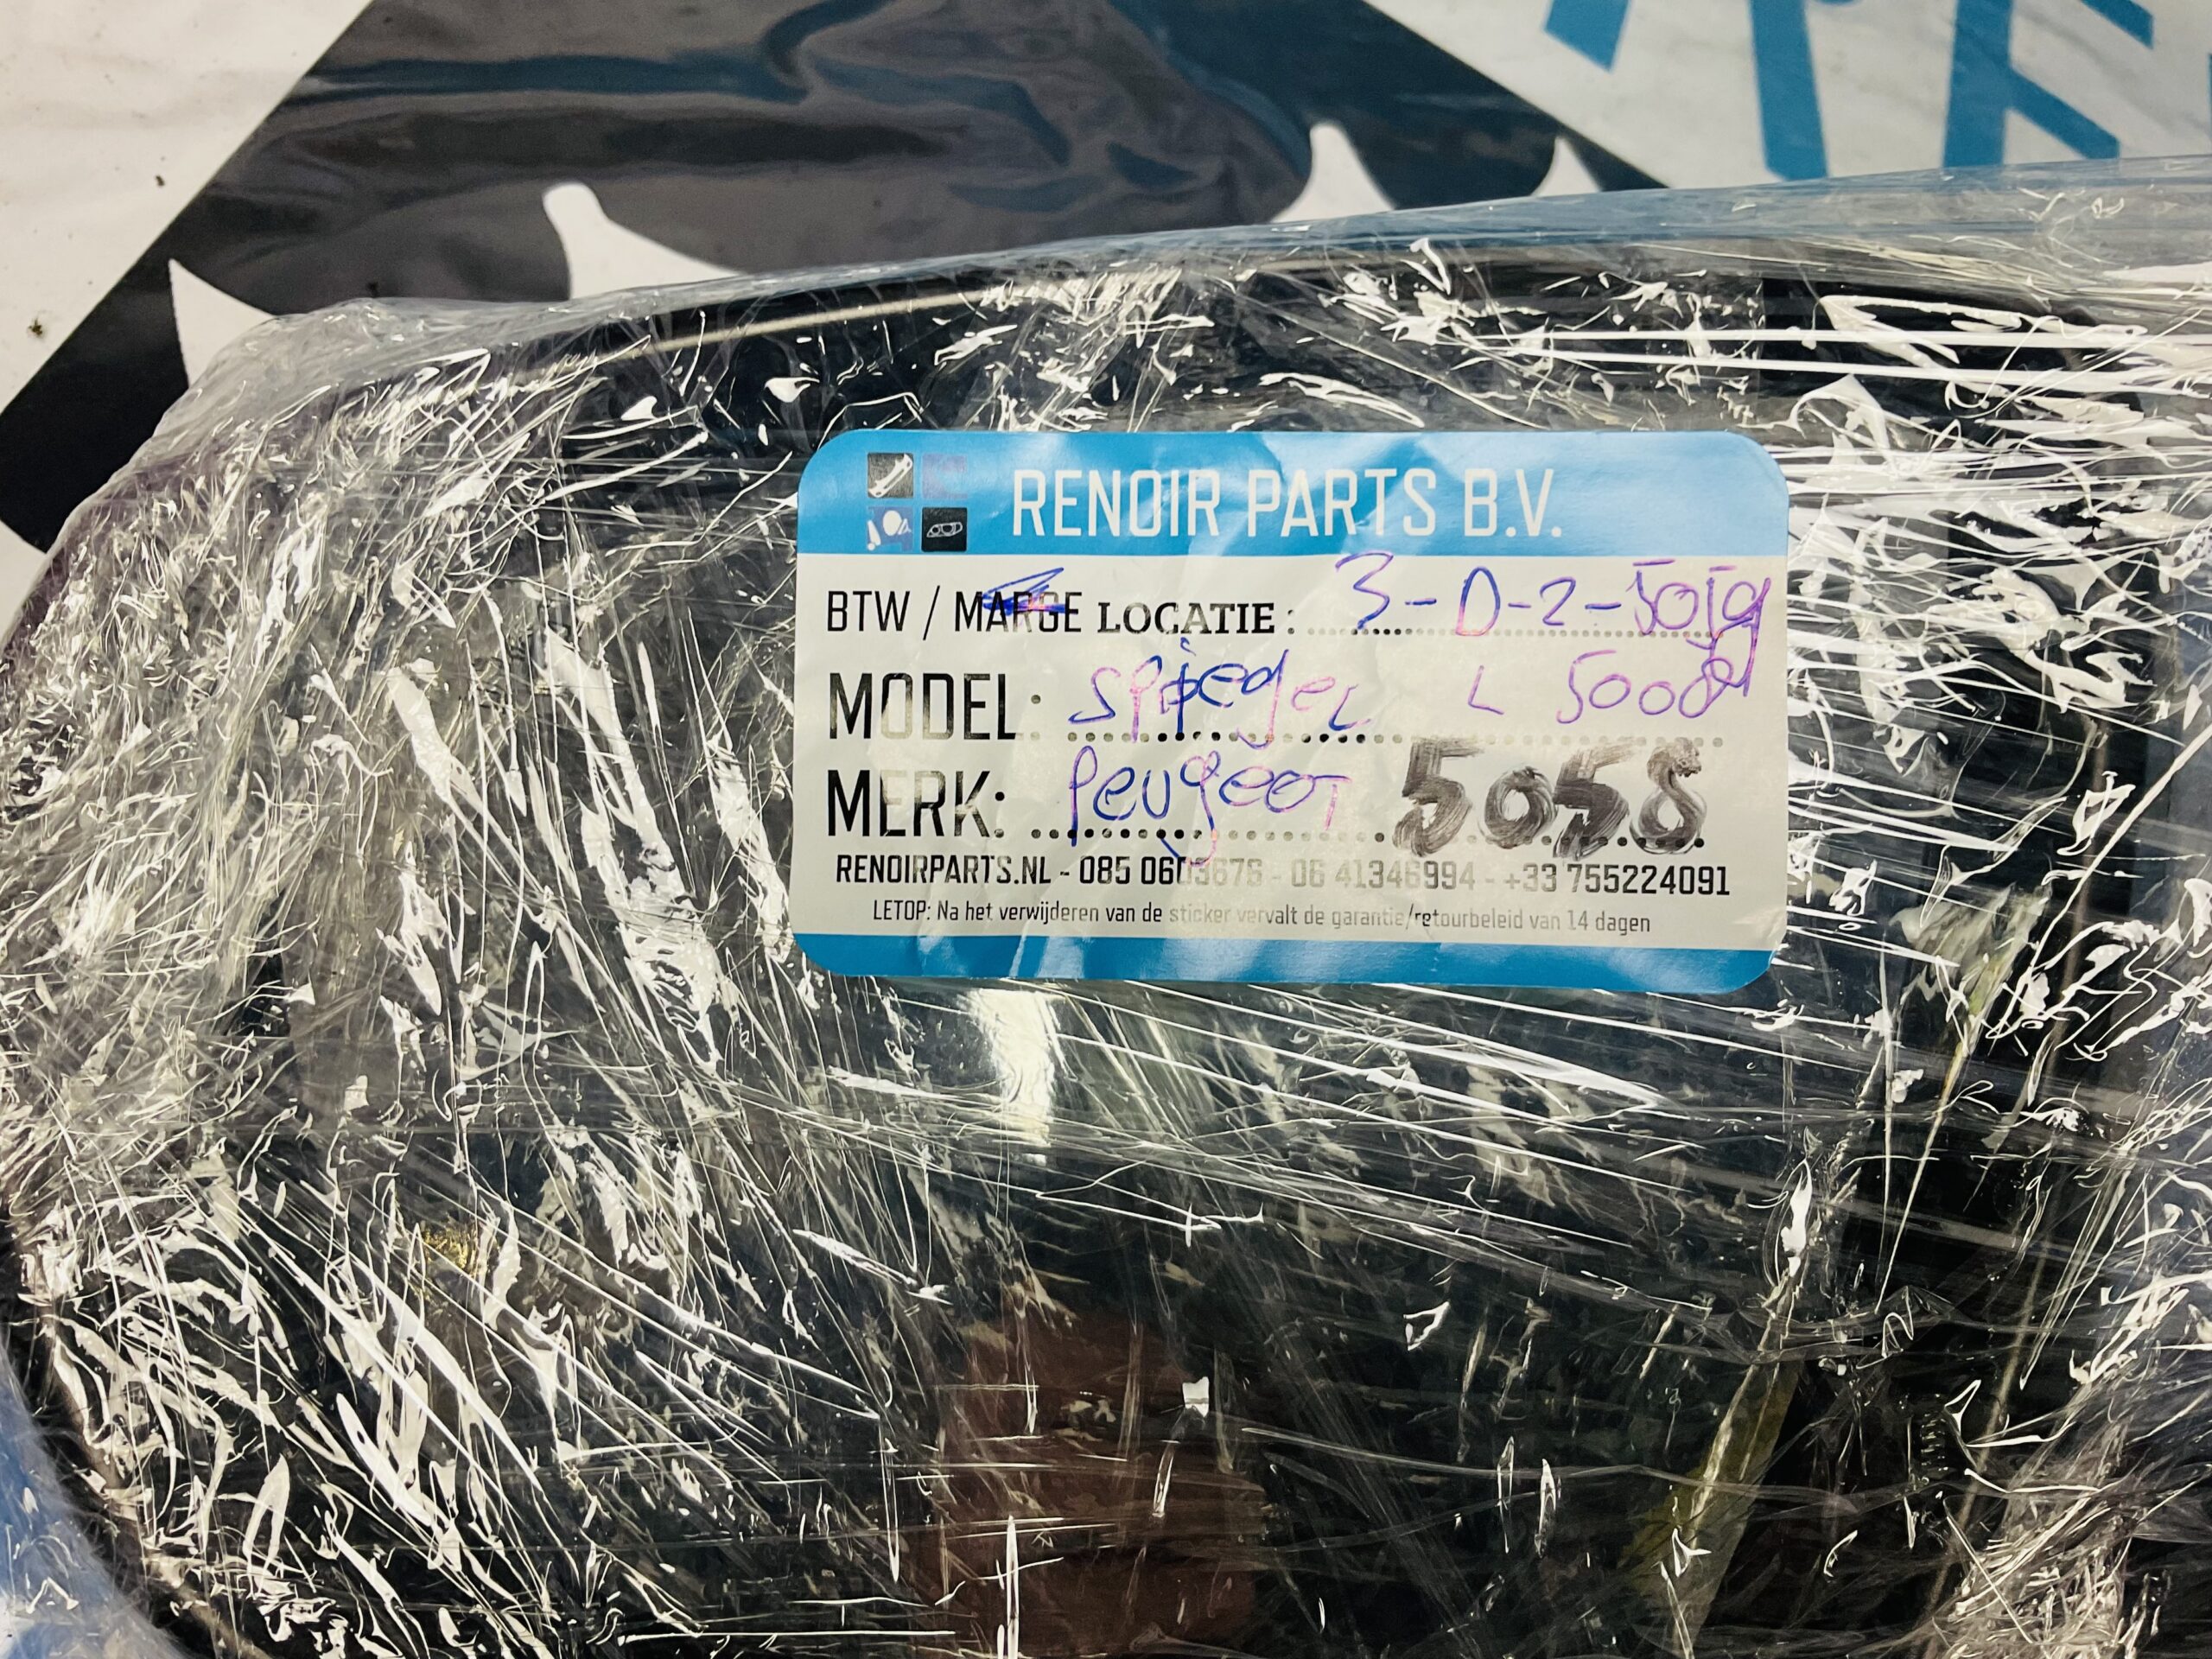 RENOIR PARTS B.V.
BTW / MARGE LOCATIE: 3-D-2-
MODEL: Spiegel L 5008
MERK: Peugeot 5058
RENOIRPARTS.NL - 085 0603676 - 06 41346994 - +33 755224091
LETOP: Na het verwijderen van de sticker vervalt de garantie/retourbeleid van 14 dagen